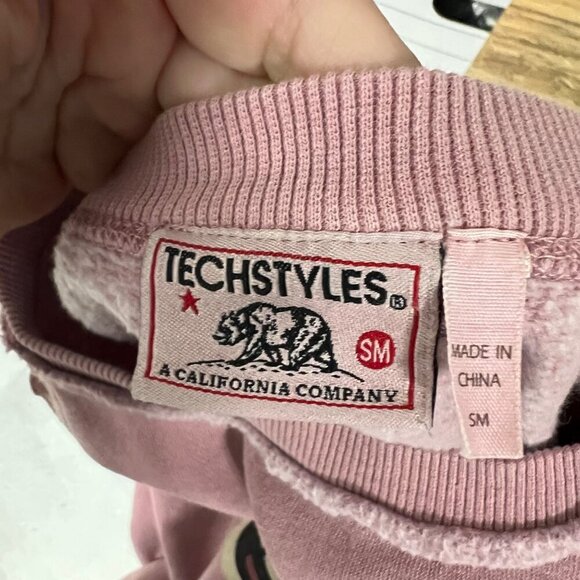 TECHSTYLES®
SM
A CALIFORNIA COMPANY
MADE IN
CHINA
SM